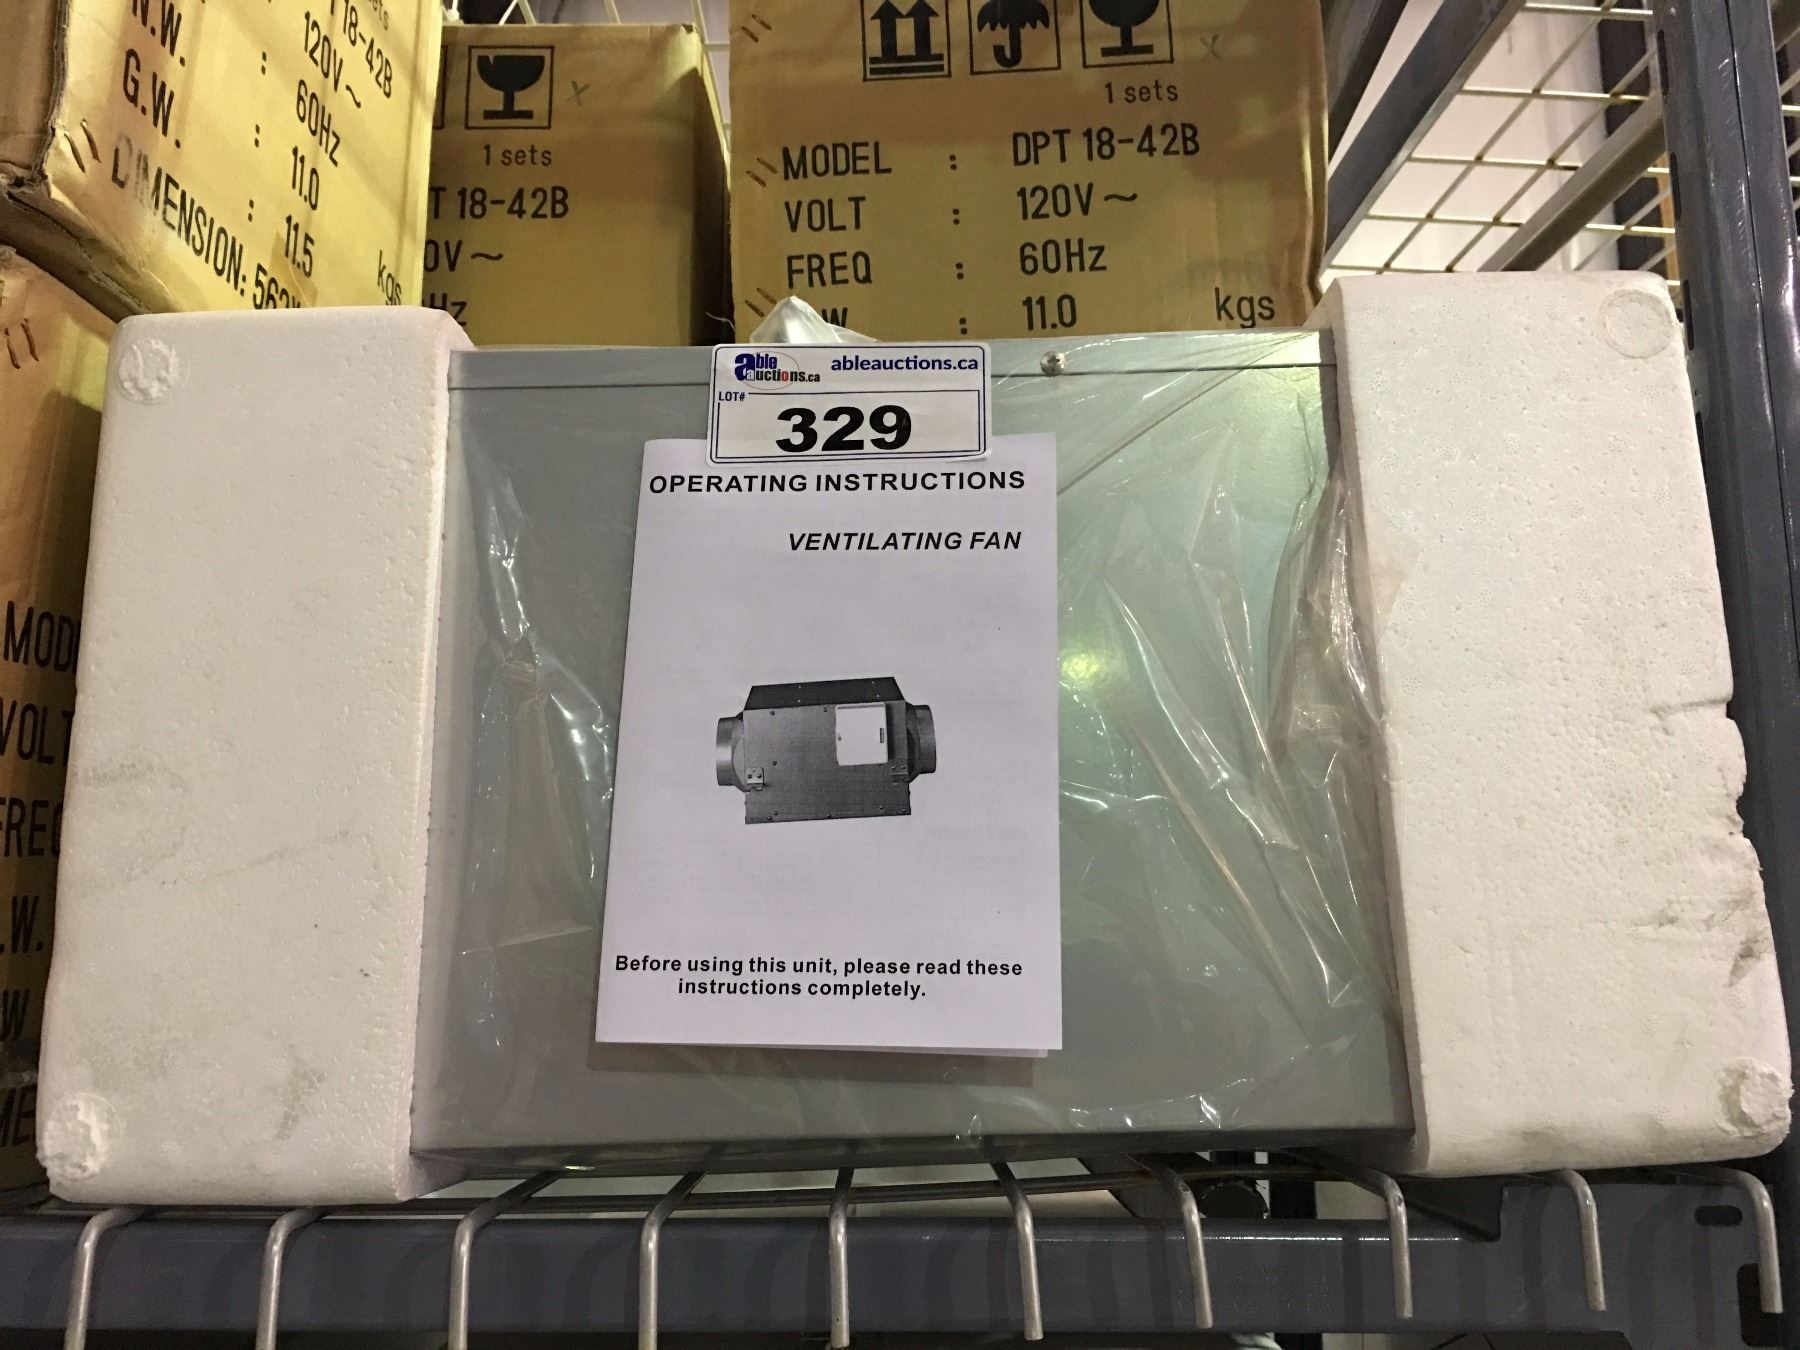 18-42B
120V~
60Hz
N.W. : 11.0
G.W. : 11.5 kgs
DIMENSION:
1 sets
T 18-42B
0V~
Hz
1 sets
MODEL : DPT 18-42B
VOLT : 120V~
FREQ : 60Hz
W : 11.0 kgs
MOD
VOLT
FREQ
.W.
W
able auctions.ca
ableauctions.ca
LOT#
329
OPERATING INSTRUCTIONS
VENTILATING FAN
Before using this unit, please read these
instructions completely.